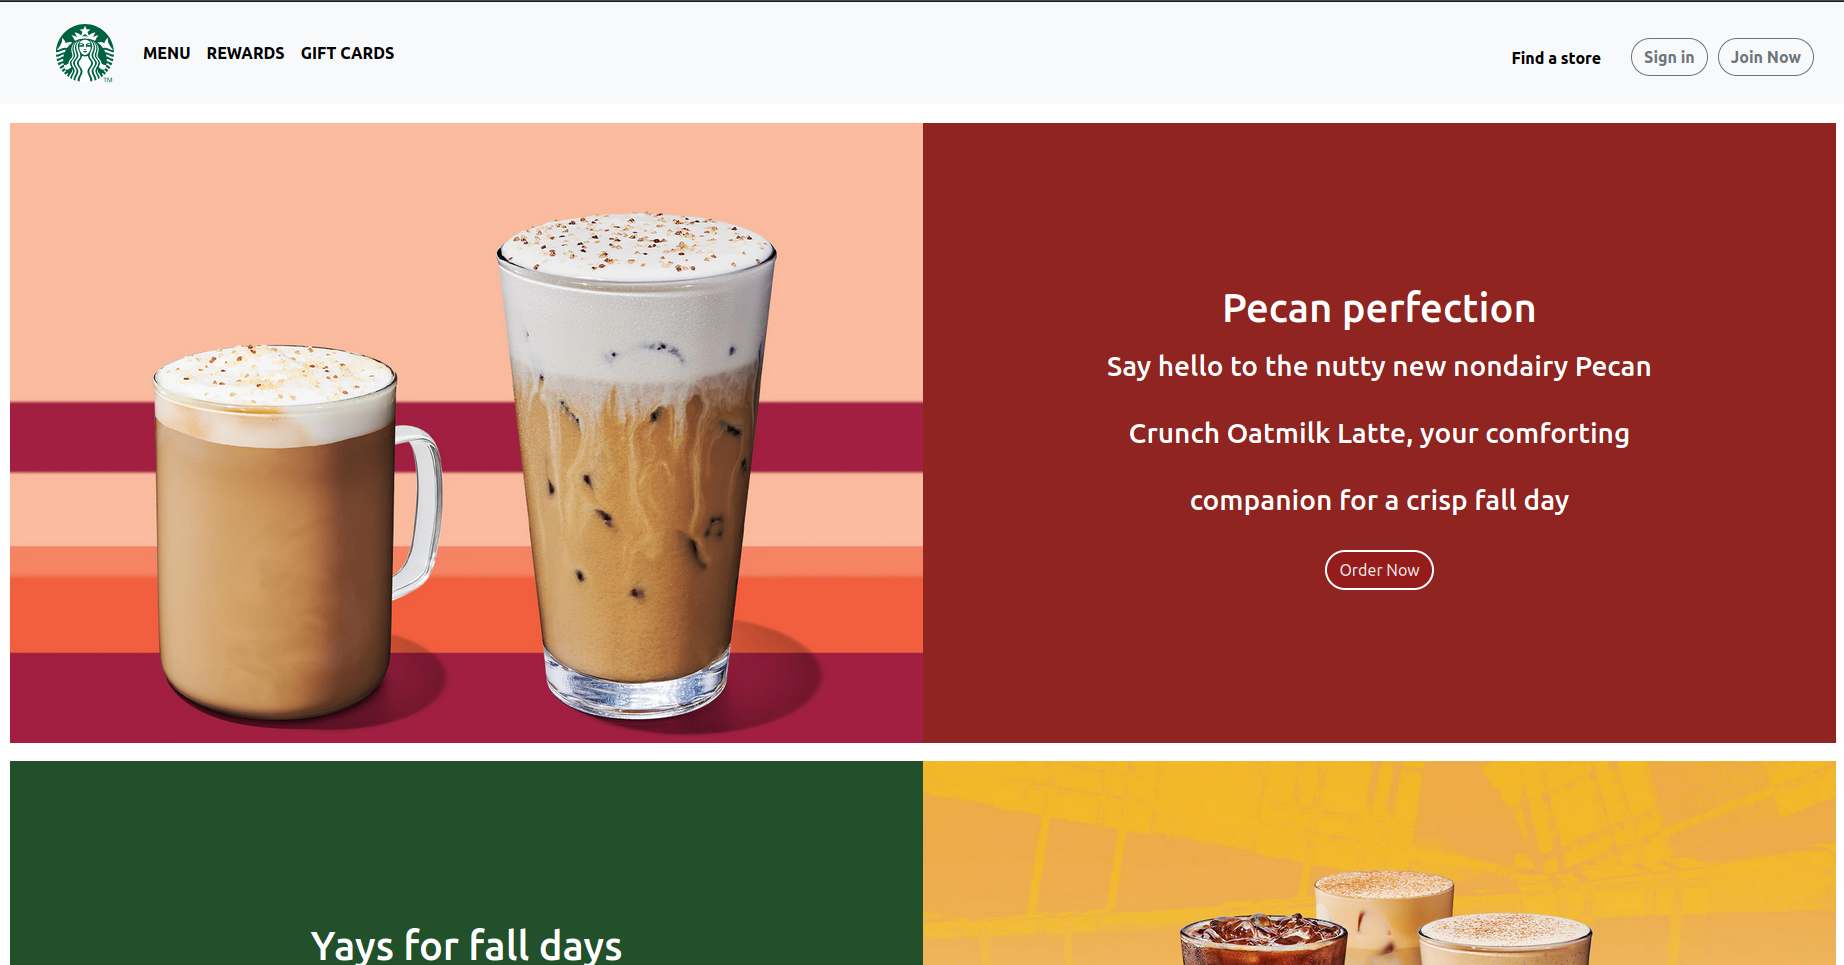 MENU REWARDS GIFT CARDS Find a store Sign in Join Now
TM
Pecan perfection
Say hello to the nutty new nondairy Pecan
Crunch Oatmilk Latte, your comforting
companion for a crisp fall day
Order Now
Yays for fall days